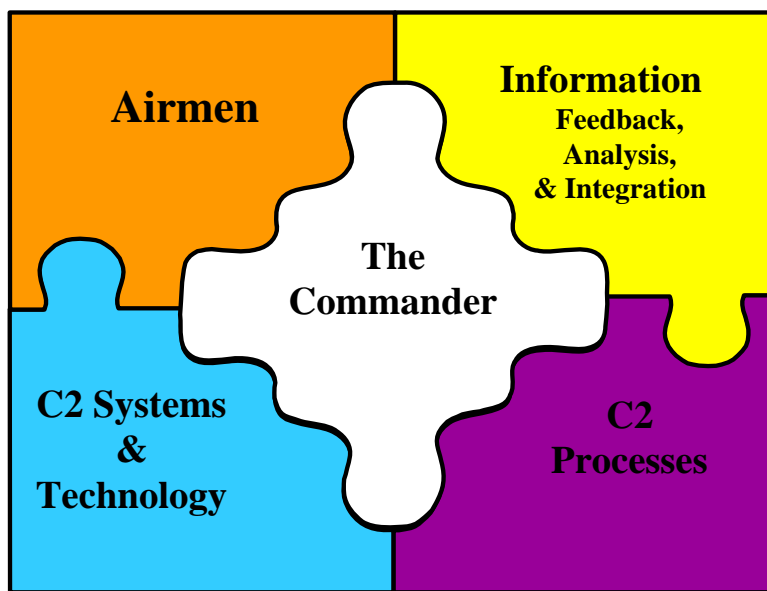 Airmen
Information
Feedback,
Analysis,
& Integration
The
Commander
C2 Systems
&
Technology
C2
Processes